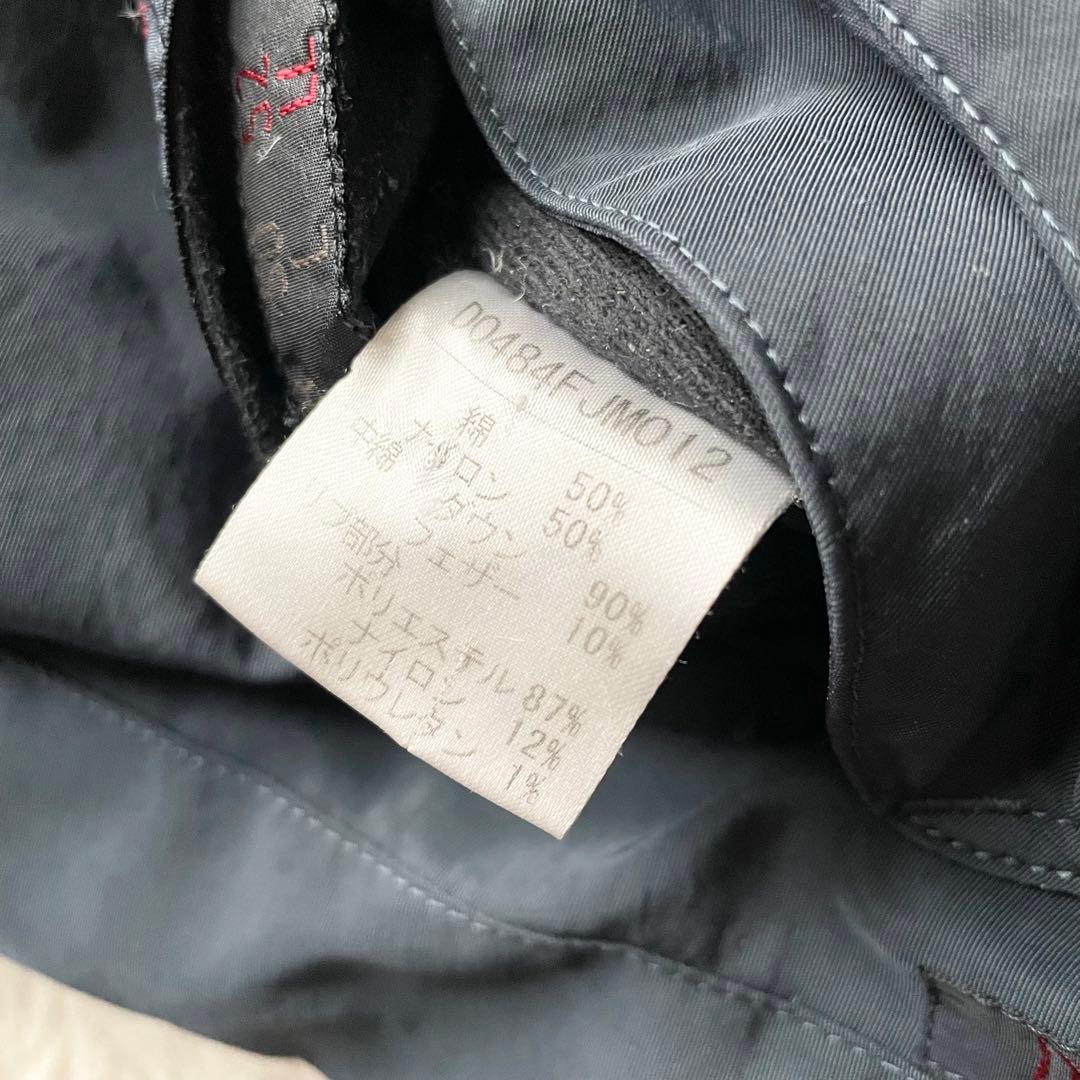 D0484FJM012
綿 50%
ナイロン 50%
中綿 ダウン 90%
フェザー 10%
リブ部分
ポリエステル 87%
ナイロン 12%
ポリウレタン 1%